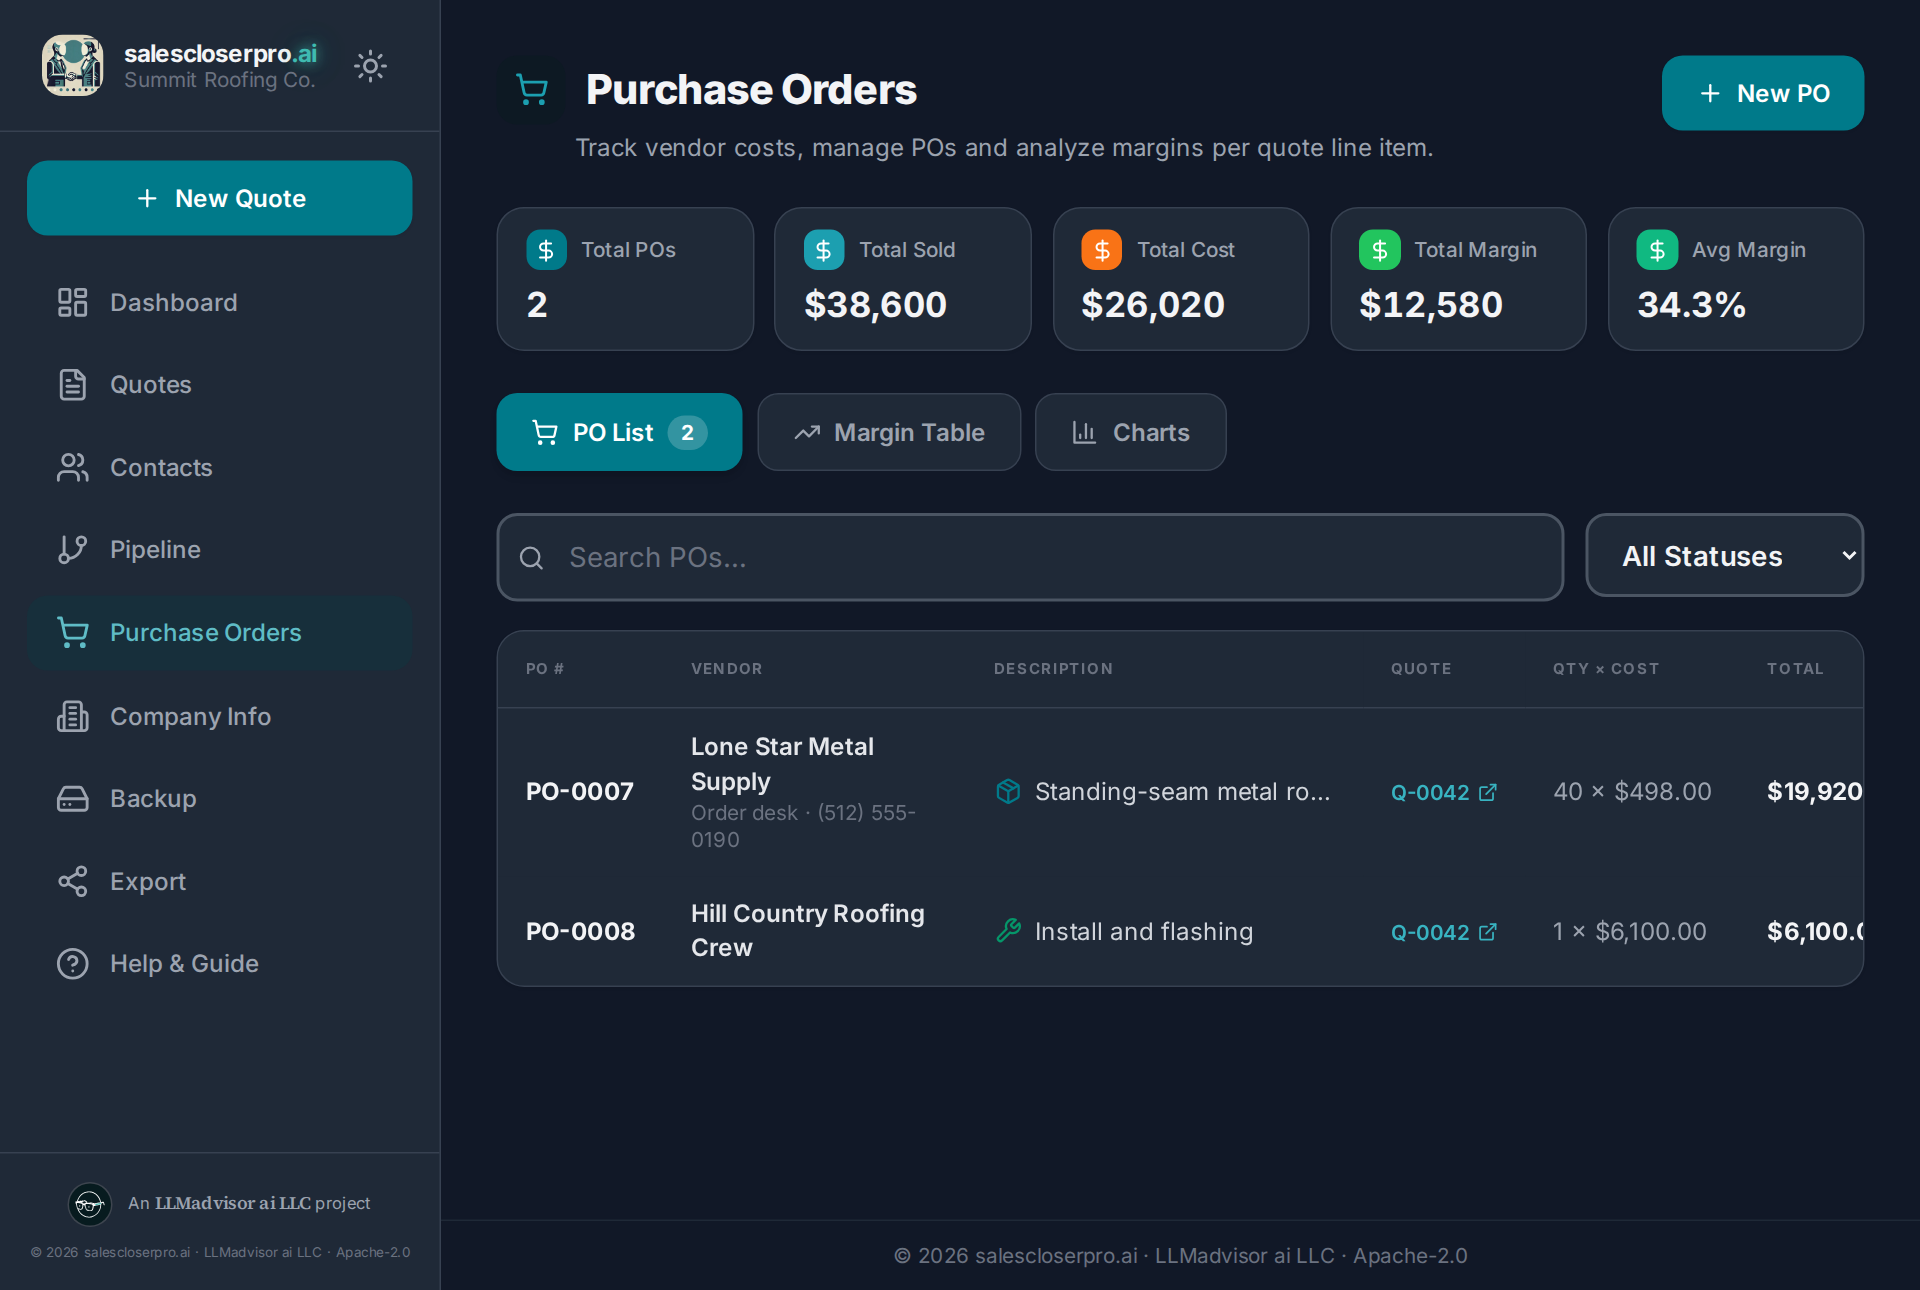 salescloserpro.ai
Summit Roofing Co.
New Quote
Dashboard
Quotes
Contacts
Pipeline
Purchase Orders
Company Info
Backup
Export
Help & Guide
An LLMadvisor ai LLC project
© 2026 salescloserpro.ai · LLMadvisor ai LLC · Apache-2.0
Purchase Orders
New PO
Track vendor costs, manage POs and analyze margins per quote line item.
Total POs
2
Total Sold
$38,600
Total Cost
$26,020
Total Margin
$12,580
Avg Margin
34.3%
PO List 2
Margin Table
Charts
Search POs...
All Statuses
PO # VENDOR DESCRIPTION QUOTE QTY × COST TOTAL
Lone Star Metal
Supply
Order desk · (512) 555-
0190
PO-0007 Standing-seam metal ro... Q-0042 40 × $498.00 $19,920
Hill Country Roofing
Crew
PO-0008 Install and flashing Q-0042 1 × $6,100.00 $6,100.0
© 2026 salescloserpro.ai · LLMadvisor ai LLC · Apache-2.0